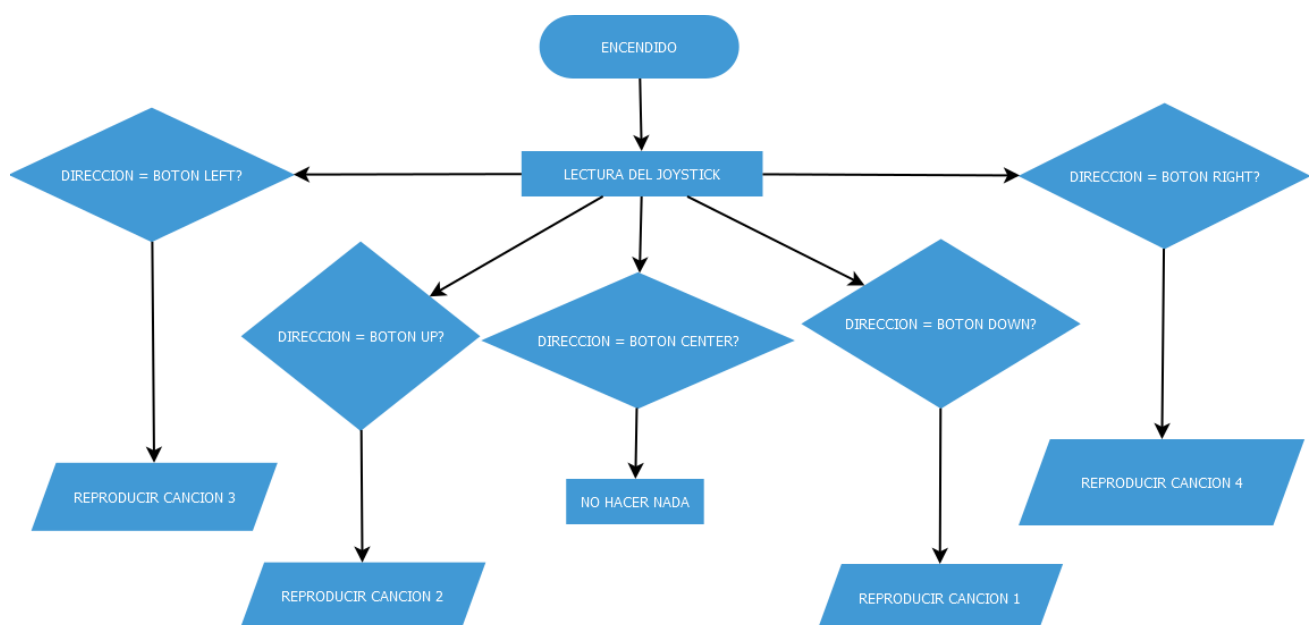 ENCENDIDO
LECTURA DEL JOYSTICK
DIRECCION = BOTON LEFT?
DIRECCION = BOTON RIGHT?
DIRECCION = BOTON UP?
DIRECCION = BOTON CENTER?
DIRECCION = BOTON DOWN?
REPRODUCIR CANCION 3
NO HACER NADA
REPRODUCIR CANCION 4
REPRODUCIR CANCION 2
REPRODUCIR CANCION 1